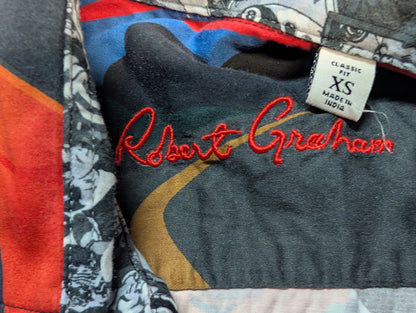 CLASSIC
FIT
XS
MADE IN
INDIA
Robert Graham